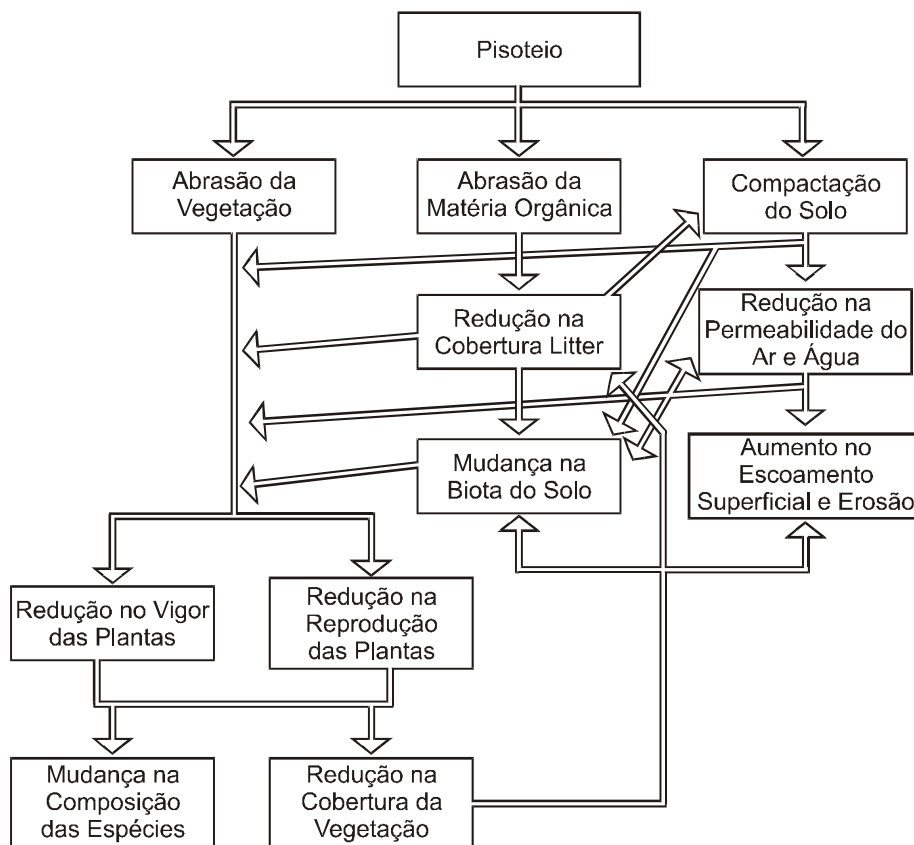 Pisoteio
Abrasão da
Vegetação
Abrasão da
Matéria Orgânica
Compactação
do Solo
Redução na
Cobertura Litter
Redução na
Permeabilidade do
Ar e Água
Mudança na
Biota do Solo
Aumento no
Escoamento
Superficial e Erosão
Redução no Vigor
das Plantas
Redução na
Reprodução
das Plantas
Mudança na
Composição
das Espécies
Redução na
Cobertura da
Vegetação